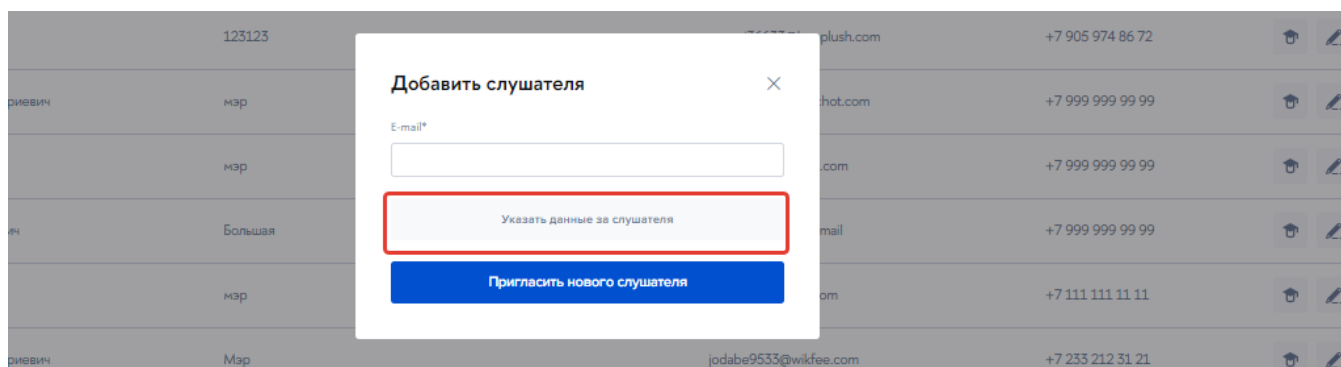 123123
plush.com
+7 905 974 86 72
Добавить слушателя
риевич
мэр
hot.com
+7 999 999 99 99
E-mail*
мэр
.com
+7 999 999 99 99
Указать данные за слушателя
ич
Большая
mail
+7 999 999 99 99
Пригласить нового слушателя
мэр
om
+7 111 111 11 11
риевич
Мэр
jodabe9533@wikfee.com
+7 233 212 31 21